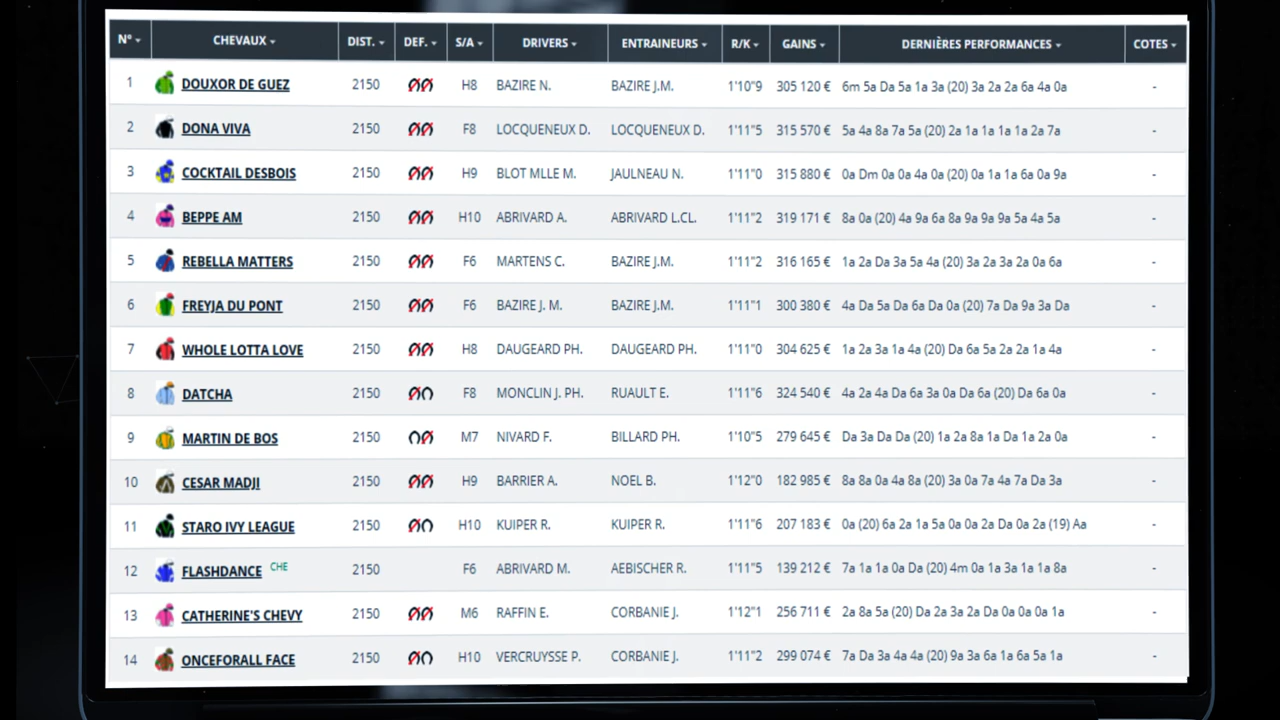 N° CHEVAUX DIST. DEF. S/A DRIVERS ENTRAINEURS R/K GAINS DERNIÈRES PERFORMANCES COTES
1 DOUXOR DE GUEZ 2150 H8 BAZIRE N. BAZIRE J.M. 1'10"9 305 120 € 6m 5a Da 5a 1a 3a (20) 3a 2a 2a 6a 4a 0a -
2 DONA VIVA 2150 F8 LOCQUENEUX D. LOCQUENEUX D. 1'11"5 315 570 € 5a 4a 8a 7a 5a (20) 2a 1a 1a 1a 1a 2a 7a -
3 COCKTAIL DESBOIS 2150 H9 BLOT MLLE M. JAULNEAU N. 1'11"0 315 880 € 0a Dm 0a 0a 4a 0a (20) 0a 1a 1a 6a 0a 9a -
4 BEPPE AM 2150 H10 ABRIVARD A. ABRIVARD L.CL. 1'11"2 319 171 € 8a 0a (20) 4a 9a 6a 8a 9a 9a 9a 5a 4a 5a -
5 REBELLA MATTERS 2150 F6 MARTENS C. BAZIRE J.M. 1'11"2 316 165 € 1a 2a Da 3a 5a 4a (20) 3a 2a 3a 2a 0a 6a -
6 FREYJA DU PONT 2150 F6 BAZIRE J. M. BAZIRE J.M. 1'11"1 300 380 € 4a Da 5a Da 6a Da 0a (20) 7a Da 9a 3a Da -
7 WHOLE LOTTA LOVE 2150 H8 DAUGEARD PH. DAUGEARD PH. 1'11"0 304 625 € 1a 2a 3a 1a 4a (20) Da 6a 5a 2a 2a 1a 4a -
8 DATCHA 2150 F8 MONCLIN J. PH. RUAULT E. 1'11"6 324 540 € 4a 2a 4a Da 6a 3a 0a Da 6a (20) Da 6a 0a -
9 MARTIN DE BOS 2150 M7 NIVARD F. BILLARD PH. 1'10"5 279 645 € Da 3a Da Da (20) 1a 2a 8a 1a Da 1a 2a 0a -
10 CESAR MADJI 2150 H9 BARRIER A. NOEL B. 1'12"0 182 985 € 8a 8a 0a 4a 8a (20) 3a 0a 7a 4a 7a Da 3a -
11 STARO IVY LEAGUE 2150 H10 KUIPER R. KUIPER R. 1'11"6 207 183 € 0a (20) 6a 2a 1a 5a 0a 0a 2a Da 0a 2a (19) Aa -
12 FLASHDANCE CHE 2150 F6 ABRIVARD M. AEBISCHER R. 1'11"5 139 212 € 7a 1a 1a 0a Da (20) 4m 0a 1a 3a 1a 1a 8a -
13 CATHERINE'S CHEVY 2150 M6 RAFFIN E. CORBANIE J. 1'12"1 256 711 € 2a 8a 5a (20) Da 2a 3a 2a Da 0a 0a 0a 1a -
14 ONCEFORALL FACE 2150 H10 VERCRUYSSE P. CORBANIE J. 1'11"2 299 074 € 7a Da 3a 4a 4a (20) 9a 3a 6a 1a 6a 5a 1a -